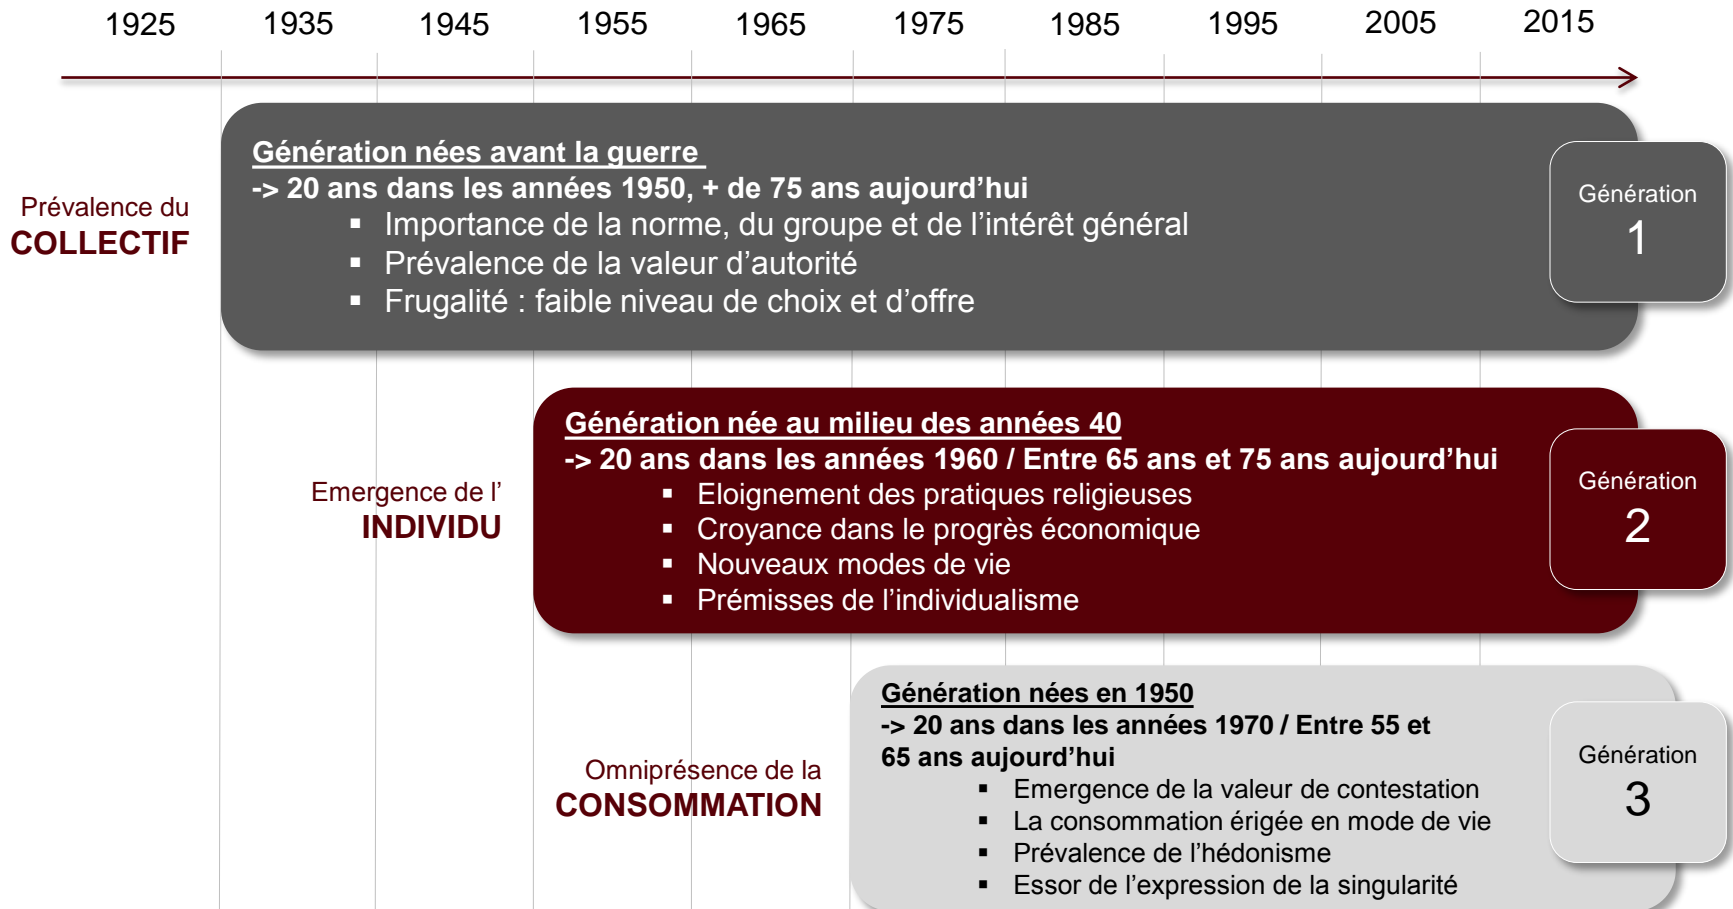 1925 1935 1945 1955 1965 1975 1985 1995 2005 2015
Prévalence du
COLLECTIF
Génération nées avant la guerre
-> 20 ans dans les années 1950, + de 75 ans aujourd’hui
▪ Importance de la norme, du groupe et de l’intérêt général
▪ Prévalence de la valeur d’autorité
▪ Frugalité : faible niveau de choix et d’offre
Génération
1
Emergence de l’
INDIVIDU
Génération née au milieu des années 40
-> 20 ans dans les années 1960 / Entre 65 ans et 75 ans aujourd’hui
▪ Eloignement des pratiques religieuses
▪ Croyance dans le progrès économique
▪ Nouveaux modes de vie
▪ Prémisses de l’individualisme
Génération
2
Omniprésence de la
CONSOMMATION
Génération nées en 1950
-> 20 ans dans les années 1970 / Entre 55 et
65 ans aujourd’hui
▪ Emergence de la valeur de contestation
▪ La consommation érigée en mode de vie
▪ Prévalence de l’hédonisme
▪ Essor de l’expression de la singularité
Génération
3